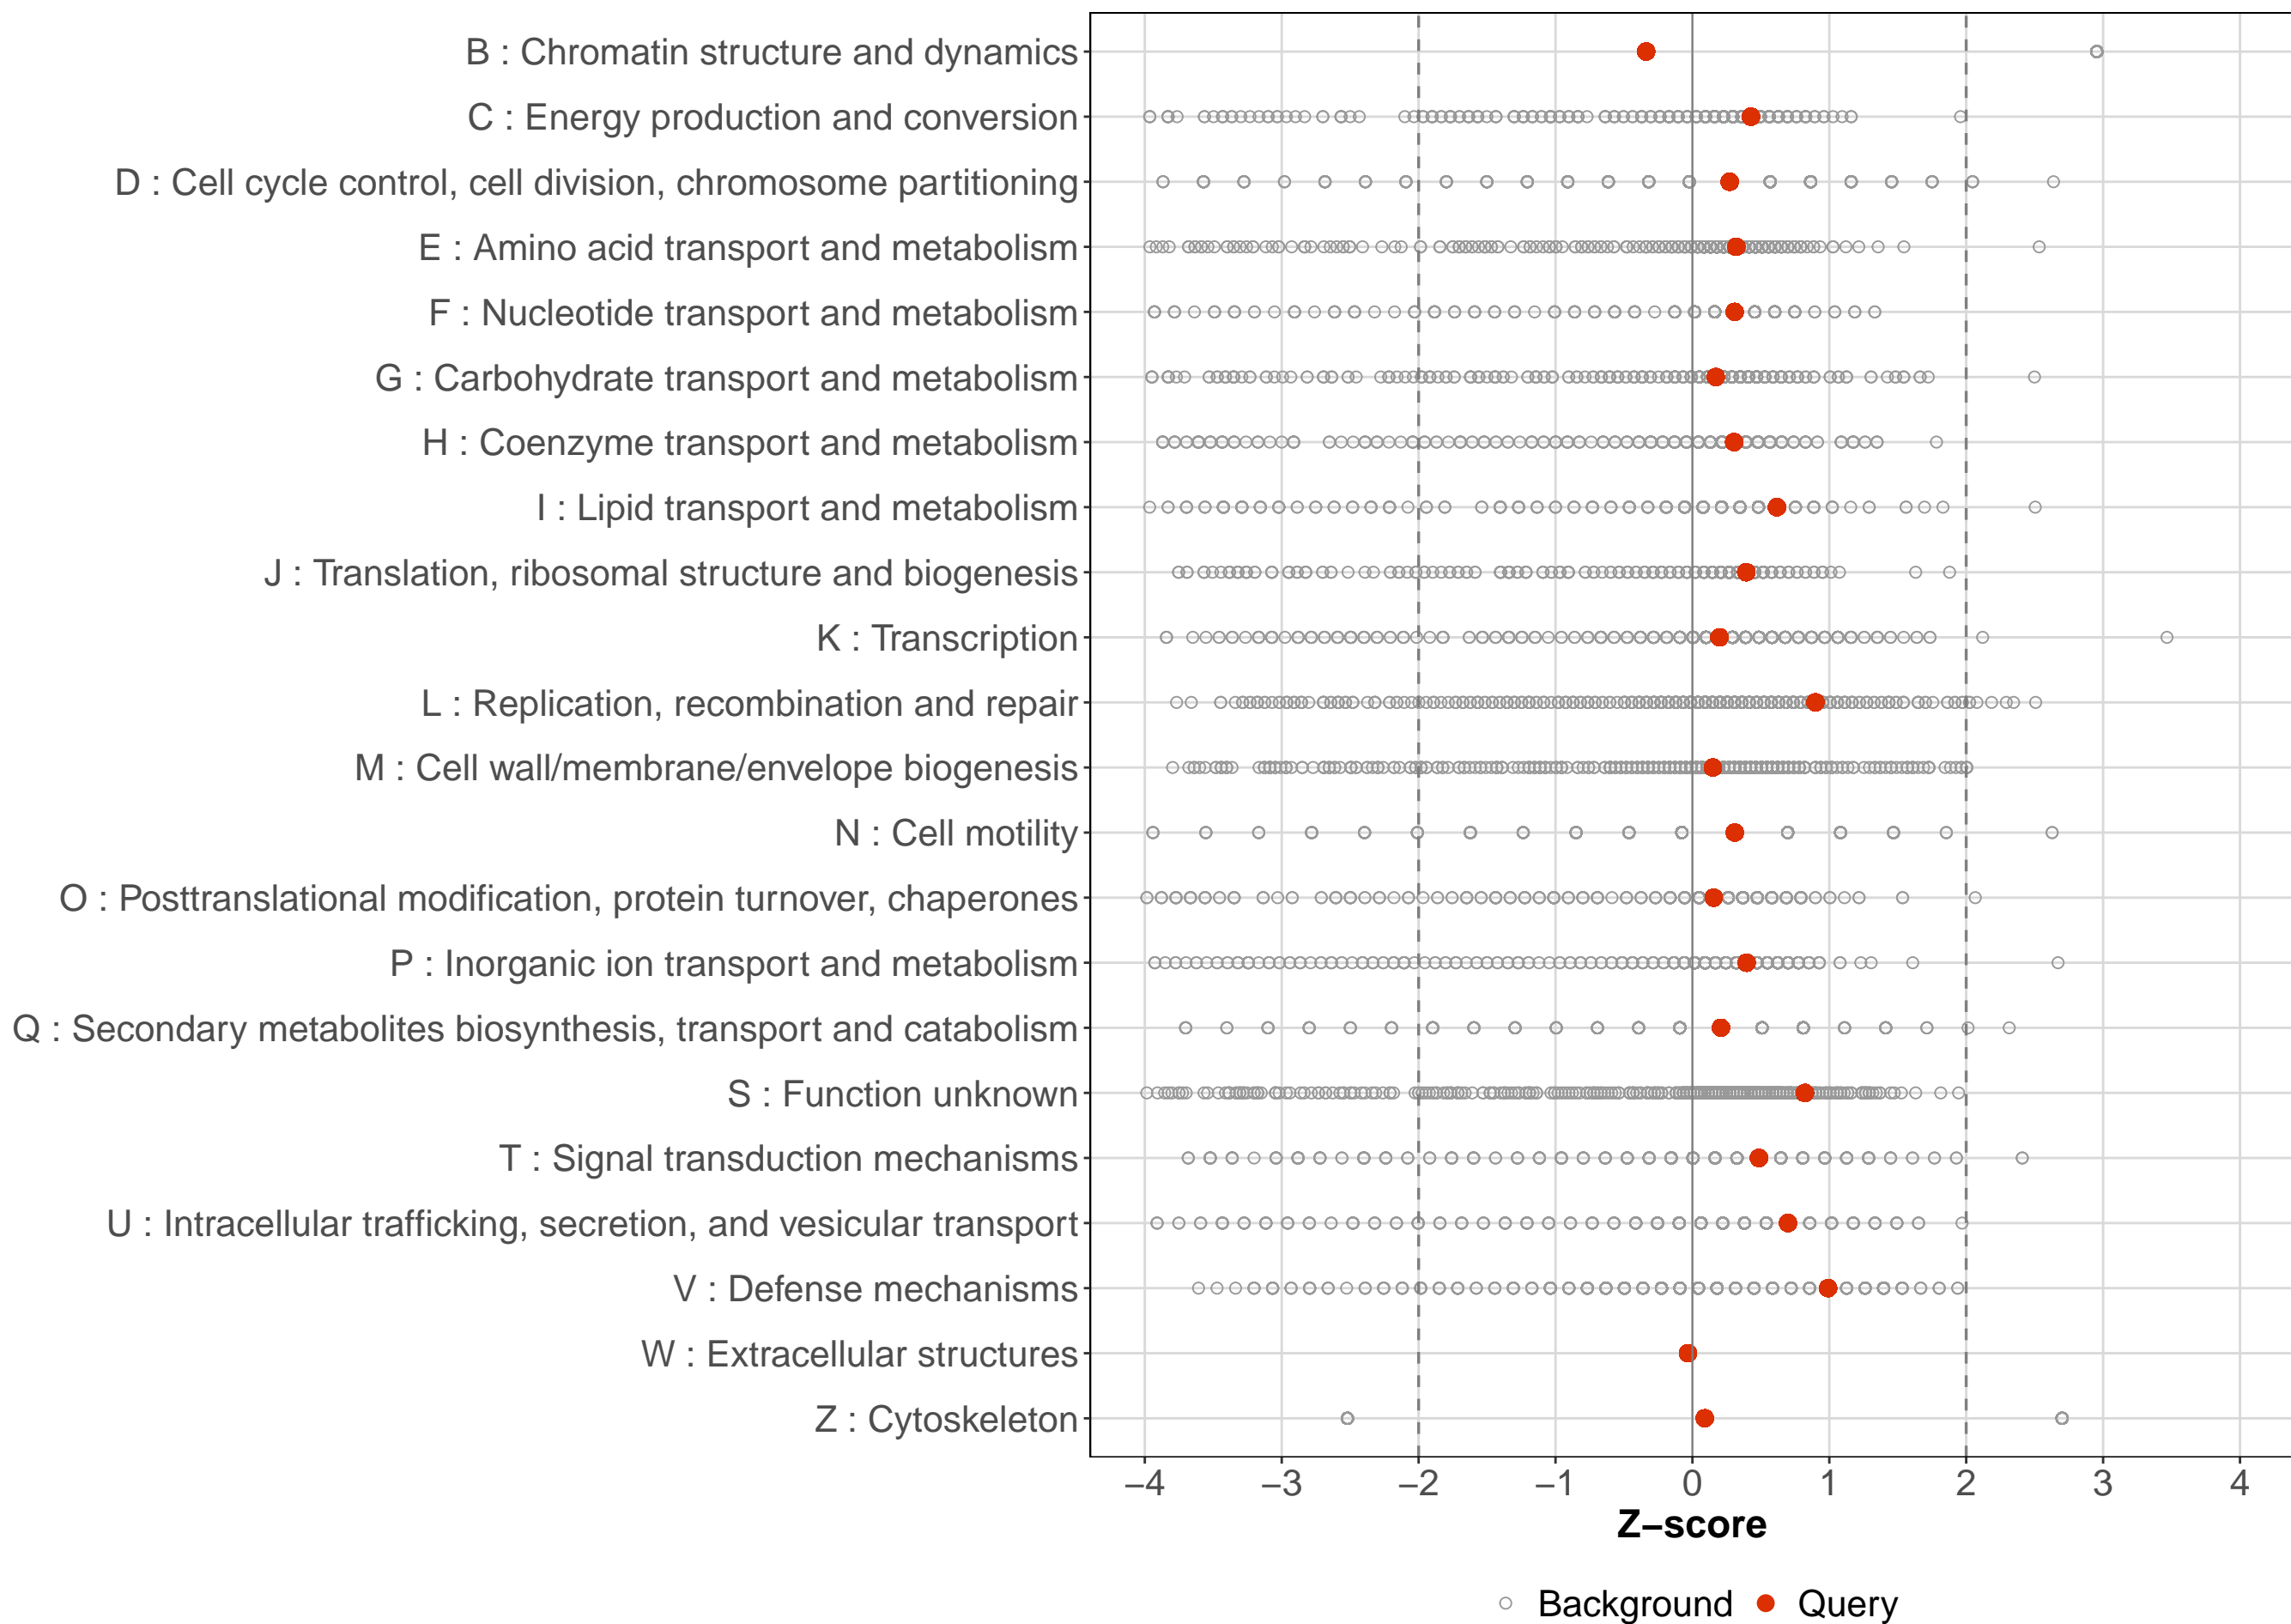 B : Chromatin structure and dynamics
C : Energy production and conversion
D : Cell cycle control, cell division, chromosome partitioning
E : Amino acid transport and metabolism
F : Nucleotide transport and metabolism
G : Carbohydrate transport and metabolism
H : Coenzyme transport and metabolism
I : Lipid transport and metabolism
J : Translation, ribosomal structure and biogenesis
K : Transcription
L : Replication, recombination and repair
M : Cell wall/membrane/envelope biogenesis
N : Cell motility
O : Posttranslational modification, protein turnover, chaperones
P : Inorganic ion transport and metabolism
Q : Secondary metabolites biosynthesis, transport and catabolism
S : Function unknown
T : Signal transduction mechanisms
U : Intracellular trafficking, secretion, and vesicular transport
V : Defense mechanisms
W : Extracellular structures
Z : Cytoskeleton
−4 −3 −2 −1 0 1 2 3 4
Z−score
Background Query